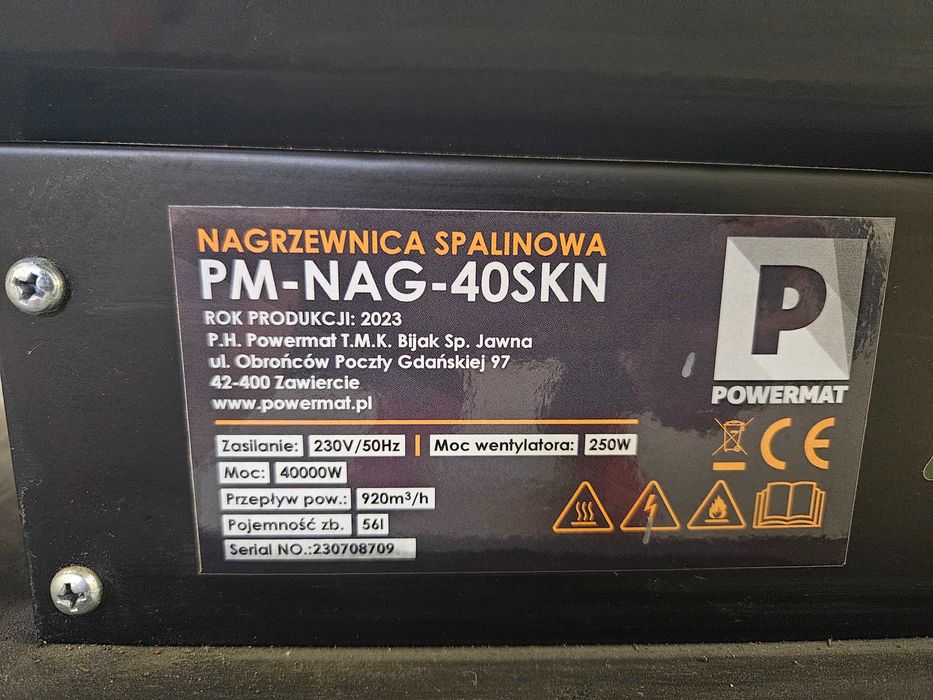 NAGRZEWNICA SPALINOWA
PM-NAG-40SKN
ROK PRODUKCJI: 2023
P.H. Powermat T.M.K. Bijak Sp. Jawna
ul. Obrońców Poczty Gdańskiej 97
42-400 Zawiercie
www.powermat.pl
P
POWERMAT
Zasilanie: 230V/50Hz | Moc wentylatora: 250W
Moc: 40000W
Przepływ pow.: 920m³/h
Pojemność zb. 56l
Serial NO.:230708709
CE